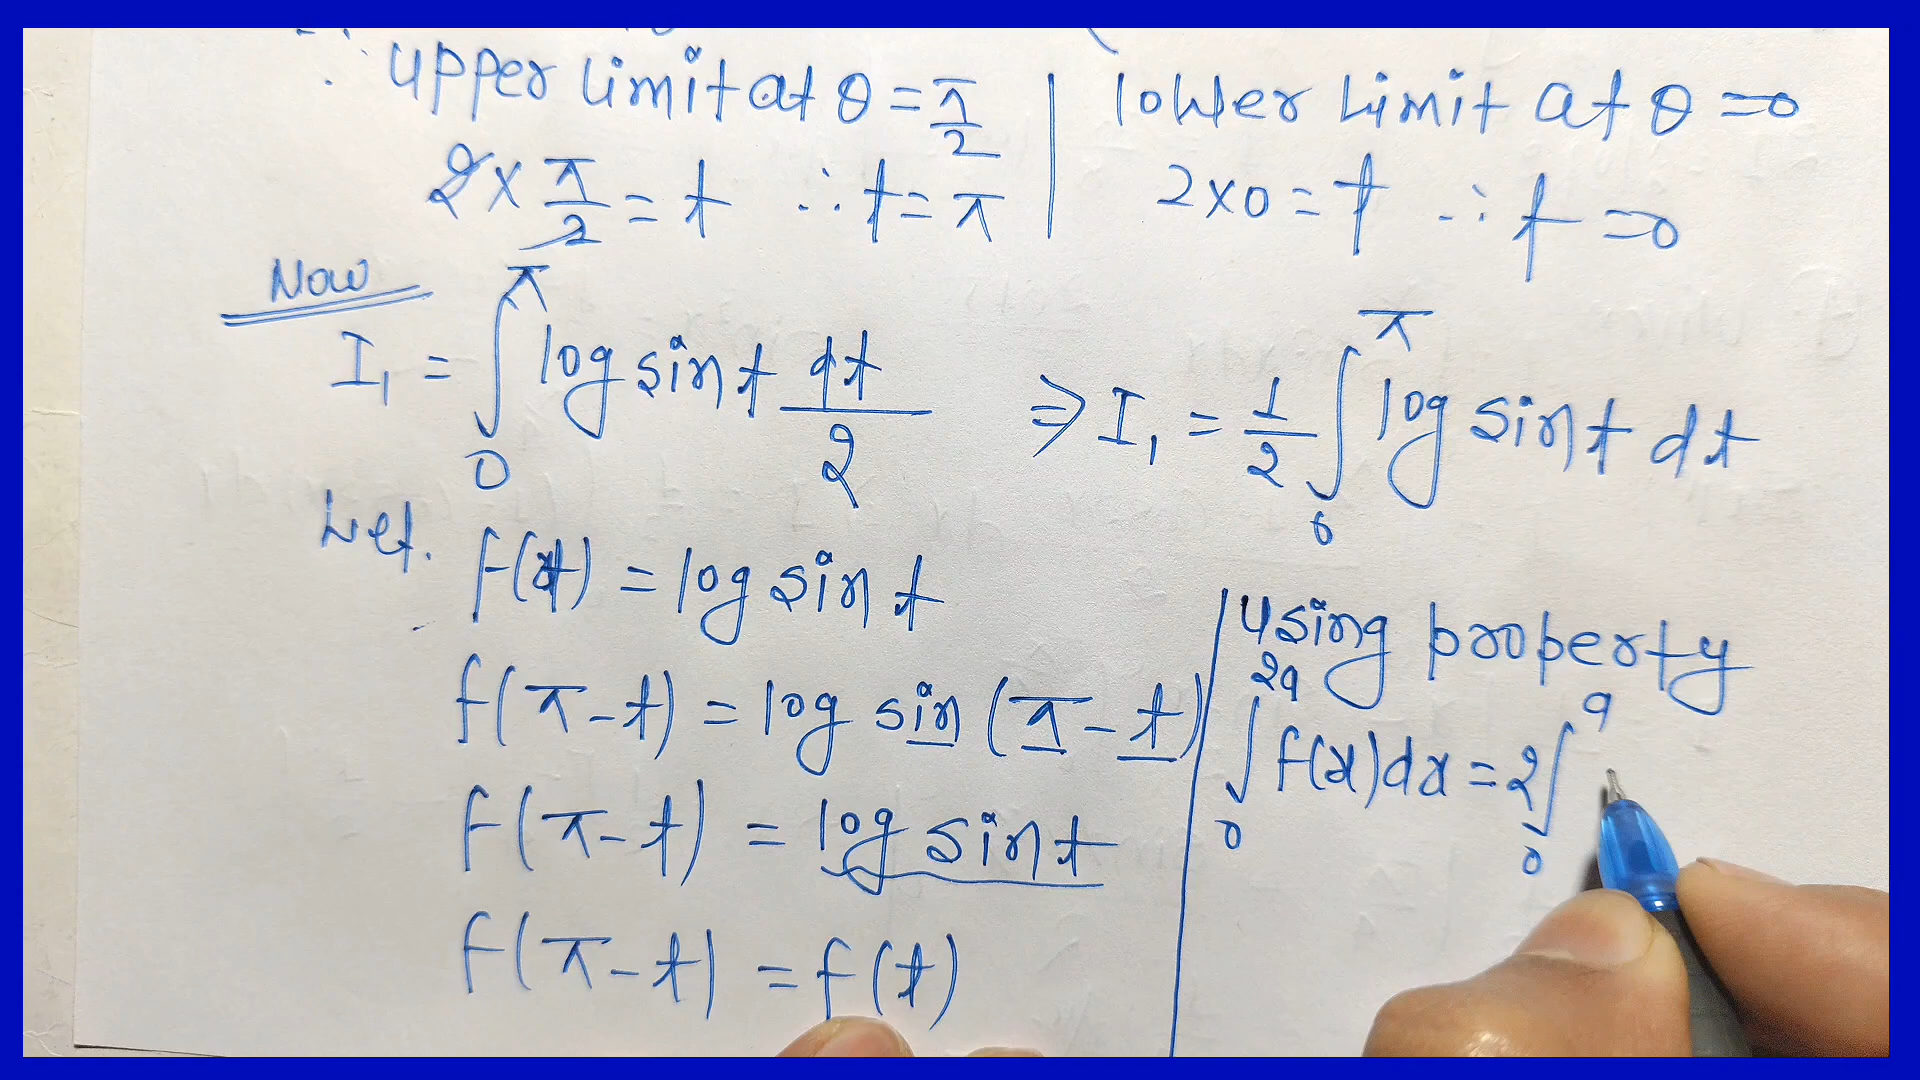 ∴ upper limit at θ = π/2 | lower limit at θ = 0
2 × π/2 = t ∴ t = π | 2×0 = t ∴ t = 0
Now
I₁ = ∫₀^π log sin t dt/2 ⇒ I₁ = 1/2 ∫₀^π log sin t dt
Let. f(t) = log sin t
f(π - t) = log sin (π - t)
f(π - t) = log sin t
f(π - t) = f(t)
using property
∫₀^2a f(x)dx = 2∫₀^a